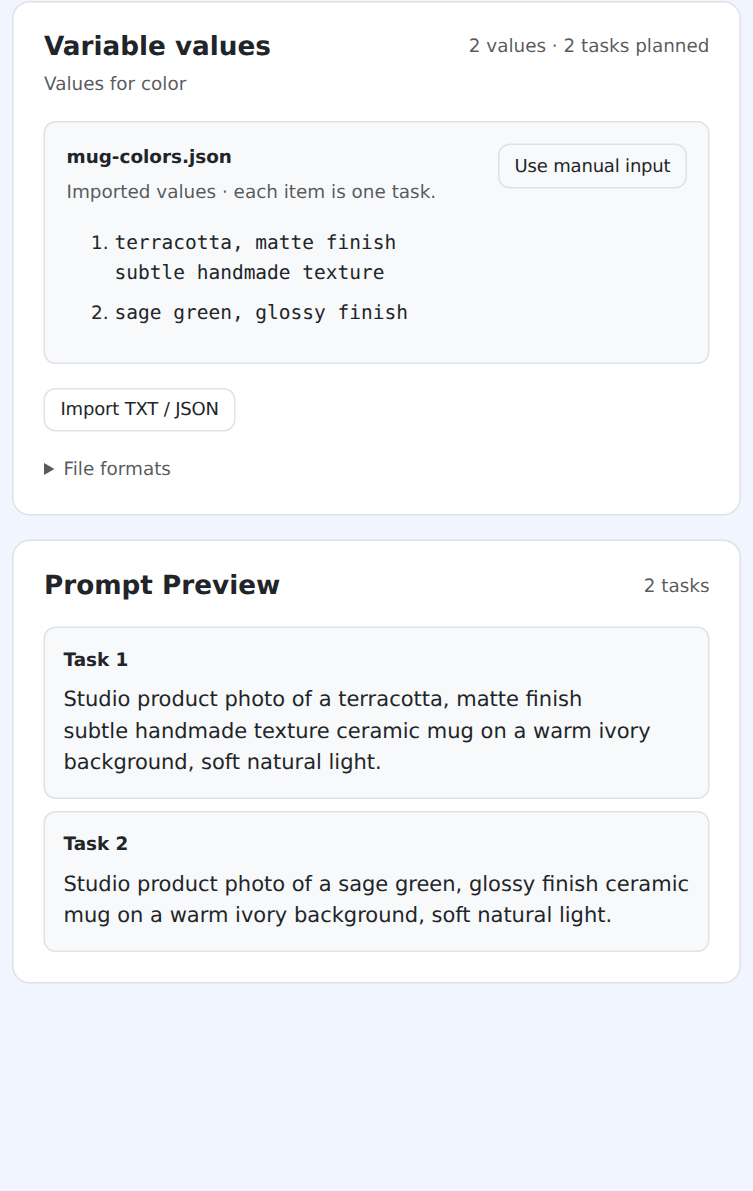 Variable values
2 values · 2 tasks planned
Values for color
mug-colors.json
Use manual input
Imported values · each item is one task.
1. terracotta, matte finish
subtle handmade texture
2. sage green, glossy finish
Import TXT / JSON
File formats
Prompt Preview
2 tasks
Task 1
Studio product photo of a terracotta, matte finish
subtle handmade texture ceramic mug on a warm ivory
background, soft natural light.
Task 2
Studio product photo of a sage green, glossy finish ceramic
mug on a warm ivory background, soft natural light.